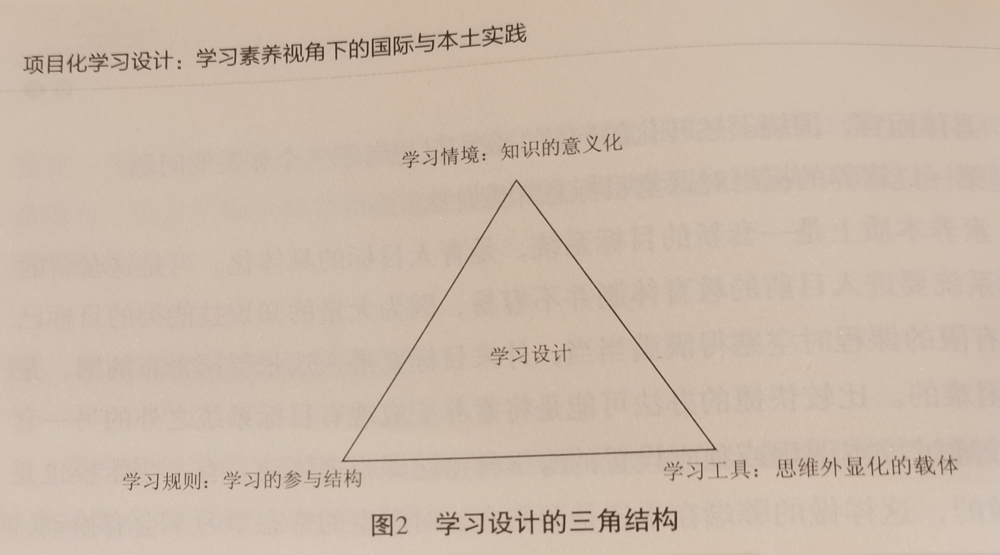 项目化学习设计：学习素养视角下的国际与本土实践
学习情境：知识的意义化
学习设计
学习规则：学习的参与结构
学习工具：思维外显化的载体
图2 学习设计的三角结构